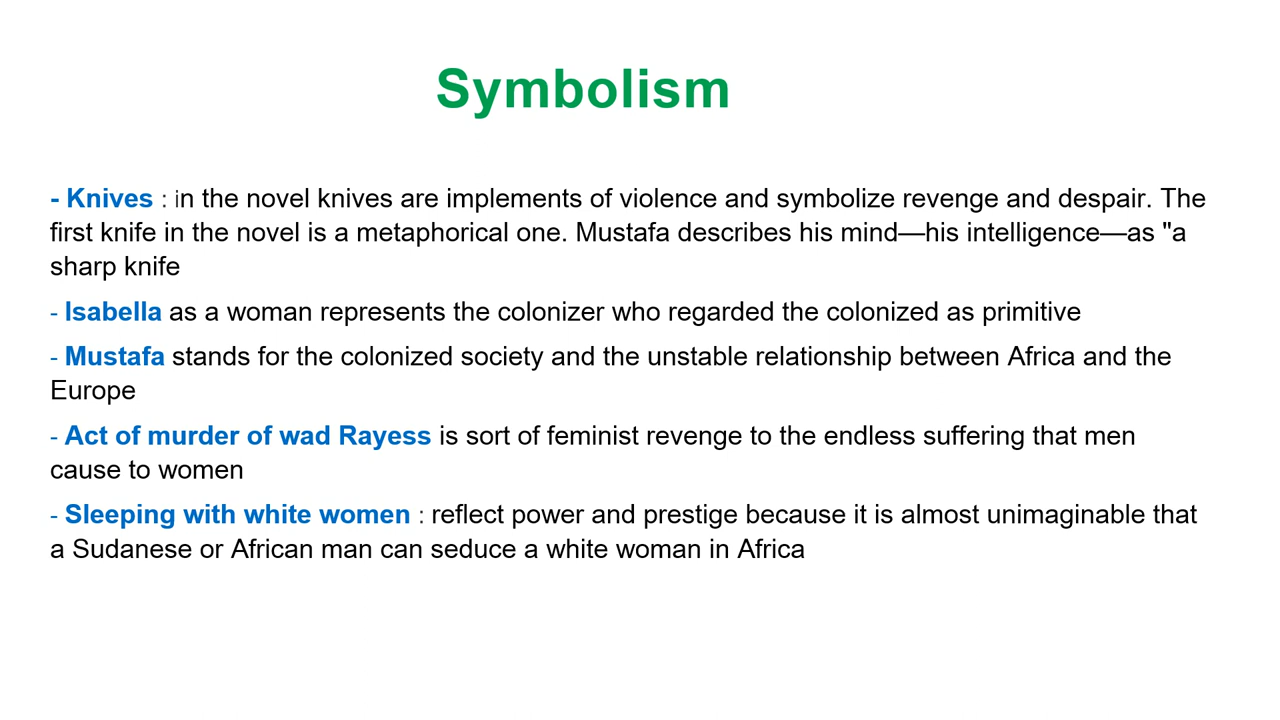 Symbolism
- Knives : in the novel knives are implements of violence and symbolize revenge and despair. The
first knife in the novel is a metaphorical one. Mustafa describes his mind—his intelligence—as "a
sharp knife
- Isabella as a woman represents the colonizer who regarded the colonized as primitive
- Mustafa stands for the colonized society and the unstable relationship between Africa and the
Europe
- Act of murder of wad Rayess is sort of feminist revenge to the endless suffering that men
cause to women
- Sleeping with white women : reflect power and prestige because it is almost unimaginable that
a Sudanese or African man can seduce a white woman in Africa